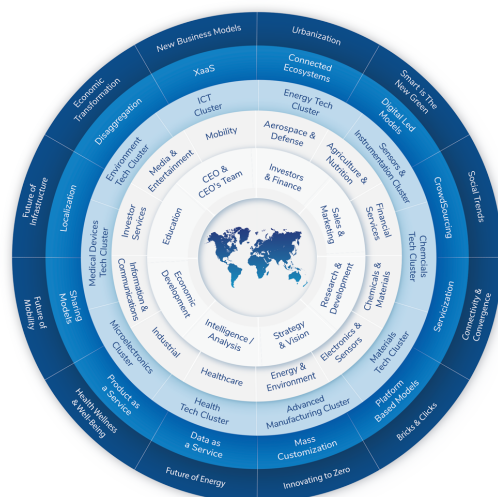 New Business Models
Urbanization
Smart is The
New Green
Social Trends
Connectivity &
Convergence
Bricks & Clicks
Innovating to Zero
Future of Energy
Health Wellness
& Well-Being
Future of
Mobility
Future of
Infrastructure
Economic
Transformation
XaaS
Connected
Ecosystems
Digital Led
Models
CrowdSourcing
Servicization
Platform
Based Models
Mass
Customization
Data as
a Service
Product as
a Service
Sharing
Models
Localization
Disaggregation
ICT
Cluster
Energy Tech
Cluster
Sensors &
Instrumentation Cluster
Chemcials
Tech Cluster
Materials
Tech Cluster
Advanced
Manufacturing Cluster
Health
Tech Cluster
Microelectronics
Cluster
Medical Devices
Tech Cluster
Environment
Tech Cluster
Mobility
Aerospace &
Defense
Agriculture &
Nutrition
Financial
Services
Chemicals &
Materials
Electronics &
Sensors
Energy &
Environment
Healthcare
Industrial
Information &
Communications
Investor
Services
Media &
Entertainment
CEO &
CEO's Team
Investors
& Finance
Sales &
Marketing
Research &
Development
Strategy
& Vision
Intelligence /
Analysis
Economic
Development
Education